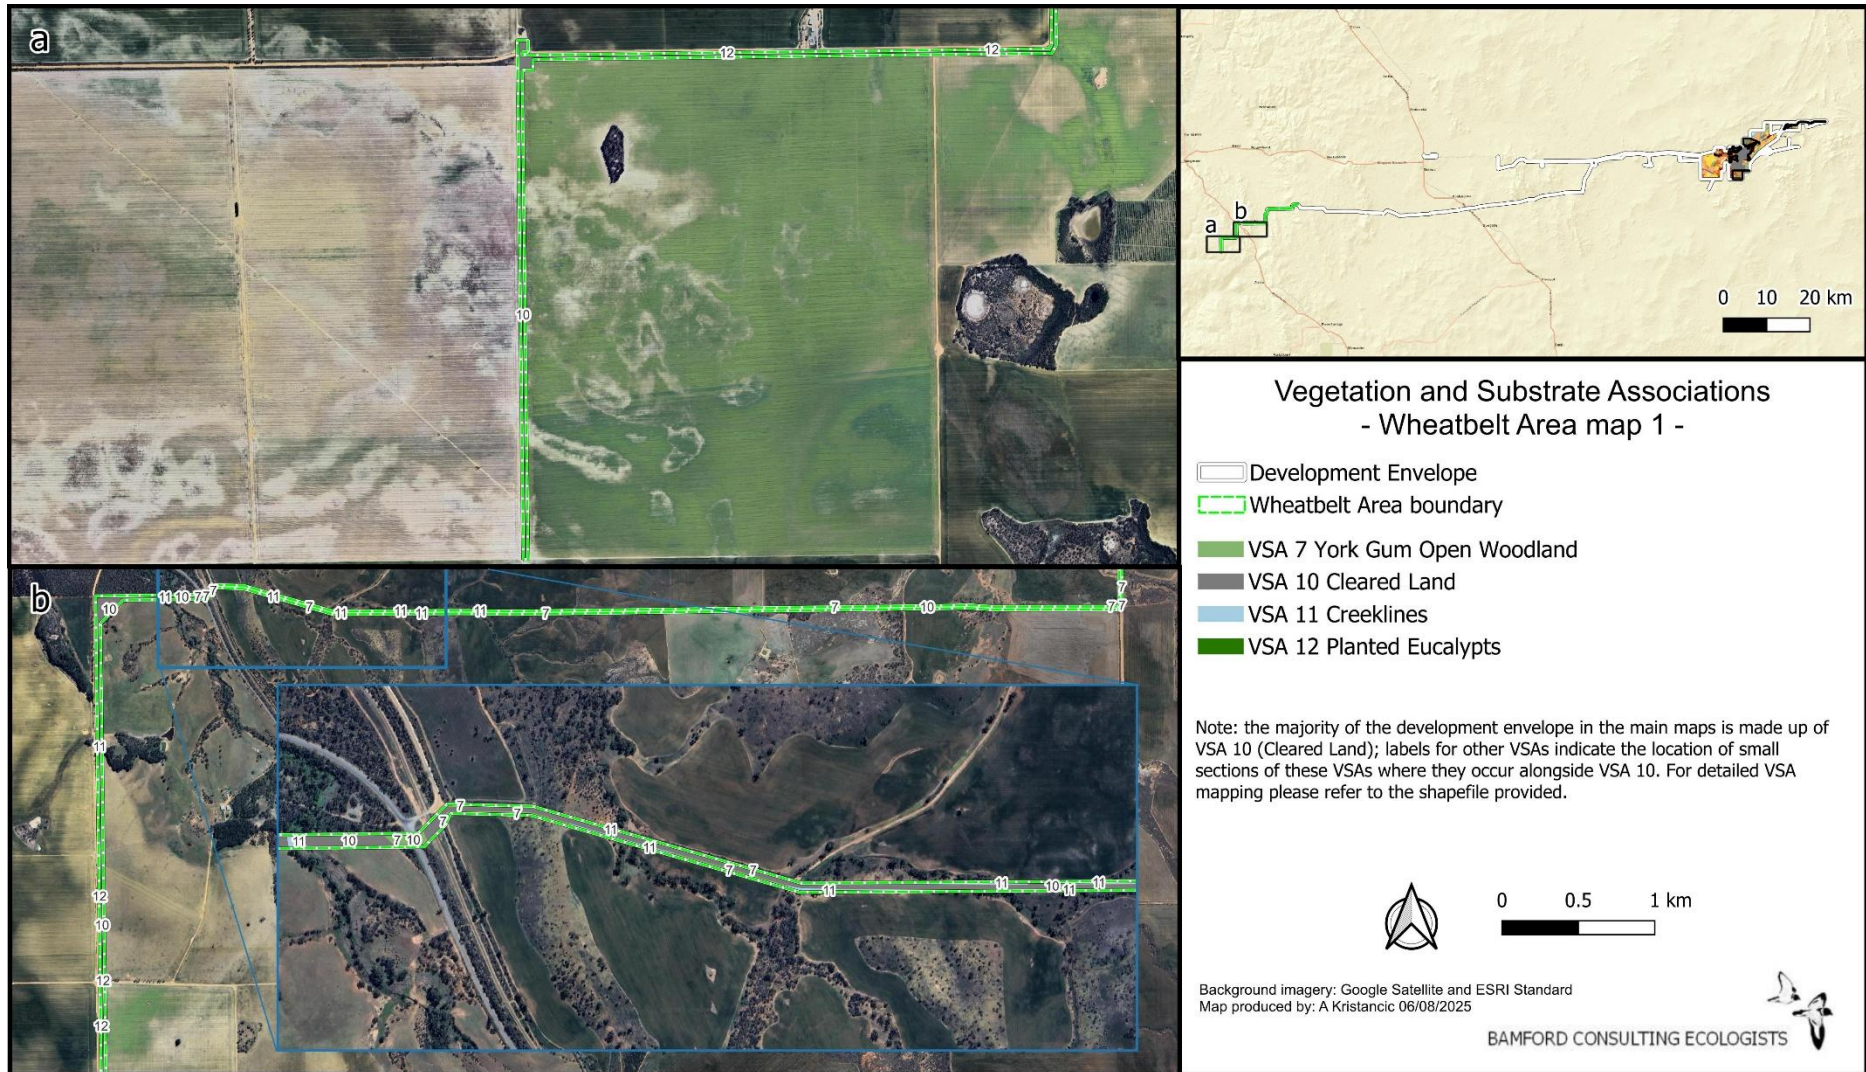 a
12
12
10
b
10
11
10
7
7
7
11
7
11
11
11
11
7
7
10
7
7
7
11
12
10
12
12
7
7
7
11
10
7
10
11
11
7
7
11
11
10
11
11
a
b
0 10 20 km
Vegetation and Substrate Associations
- Wheatbelt Area map 1 -
Development Envelope
Wheatbelt Area boundary
VSA 7 York Gum Open Woodland
VSA 10 Cleared Land
VSA 11 Creeklines
VSA 12 Planted Eucalypts
Note: the majority of the development envelope in the main maps is made up of
VSA 10 (Cleared Land); labels for other VSAs indicate the location of small
sections of these VSAs where they occur alongside VSA 10. For detailed VSA
mapping please refer to the shapefile provided.
0 0.5 1 km
Background imagery: Google Satellite and ESRI Standard
Map produced by: A Kristancic 06/08/2025
BAMFORD CONSULTING ECOLOGISTS